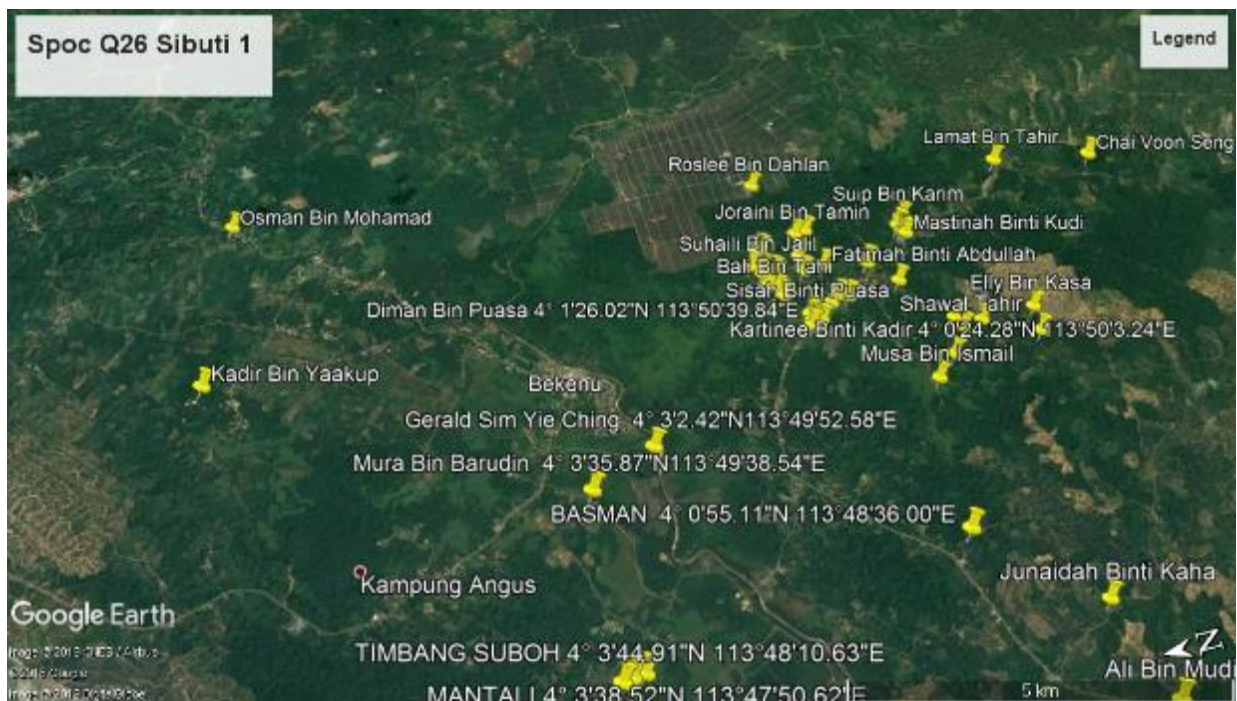 Spoc Q26 Sibuti 1
Legend
Lamat Bin Tahir
Chai Voon Seng
Roslee Bin Dahlan
Suip Bin Karim
Joraini Bin Tamin
Osman Bin Mohamad
Mastinah Binti Kudi
Suhaili Bin Jalil
Fatimah Binti Abdullah
Bali Bin Tahi
Elly Bin Kasa
Sisah Binti Puasa
Shawal Tahir
Diman Bin Puasa 4° 1'26.02"N 113°50'39.84"E
Kartinee Binti Kadir 4° 0'24.28"N 113°50'3.24"E
Musa Bin Ismail
Kadir Bin Yaakup
Bekenu
Gerald Sim Yie Ching 4° 3'2.42"N113°49'52.58"E
Mura Bin Barudin 4° 3'35.87"N113°49'38.54"E
BASMAN 4° 0'55.11"N 113°48'36.00"E
Junaidah Binti Kaha
Kampung Angus
Google Earth
N
TIMBANG SUBOH 4° 3'44.91"N 113°48'10.63"E
Ali Bin Mudi
MANTALI 4° 3'38.52"N 113°47'50.62"E
5 km